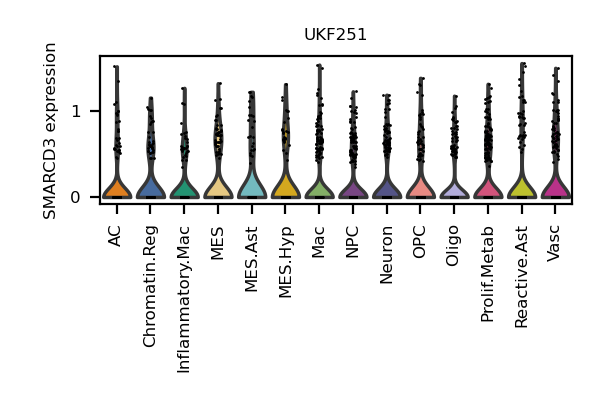 UKF251
SMARCD3 expression
1
0
AC
Chromatin.Reg
Inflammatory.Mac
MES
MES.Ast
MES.Hyp
Mac
NPC
Neuron
OPC
Oligo
Prolif.Metab
Reactive.Ast
Vasc